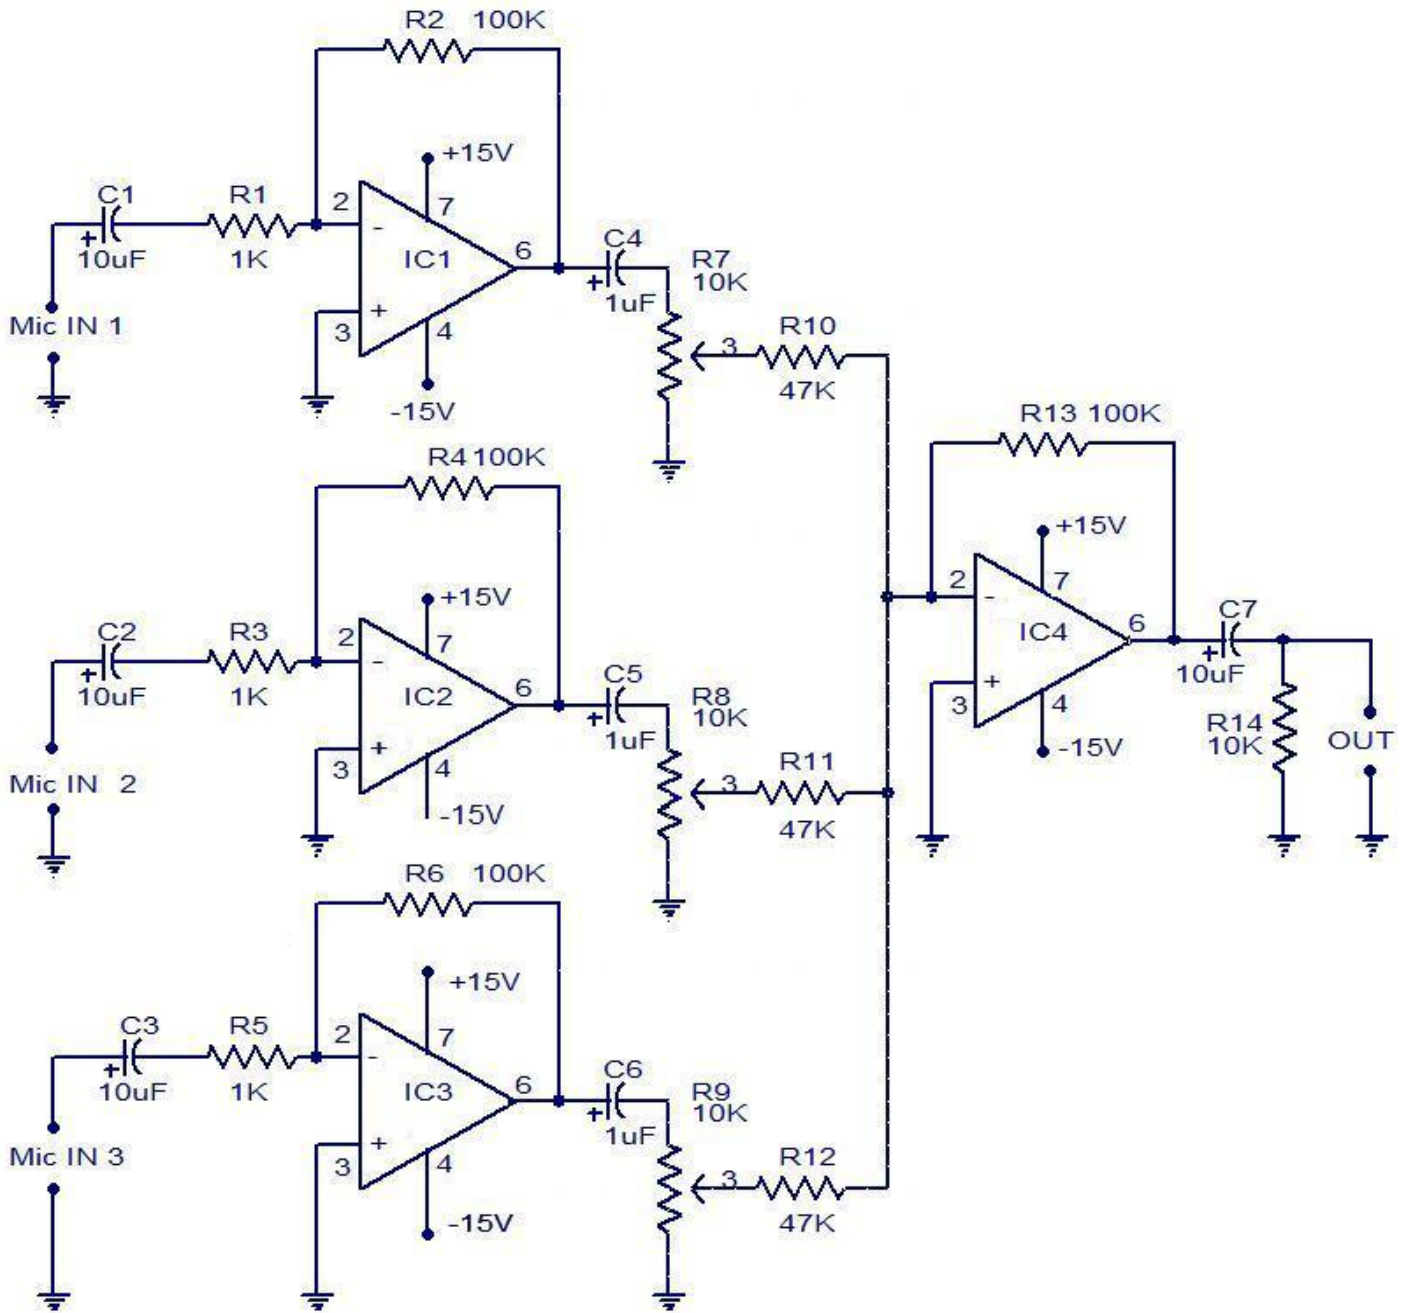 R2 100K
+15V
C1
R1
2
7
-
+
10uF
1K
IC1
6
C4
R7
10K
+
1uF
Mic IN 1
+
3
4
-15V
3
R10
47K
R4 100K
R13 100K
+15V
+15V
C2
R3
2
7
-
+
10uF
1K
IC2
6
C5
R8
10K
+
1uF
Mic IN 2
+
3
4
-15V
3
R11
47K
2
7
-
IC4
6
C7
+
10uF
+
3
4
-15V
R14
10K
OUT
R6 100K
+15V
C3
R5
2
7
-
+
10uF
1K
IC3
6
C6
R9
10K
+
1uF
Mic IN 3
+
3
4
-15V
3
R12
47K